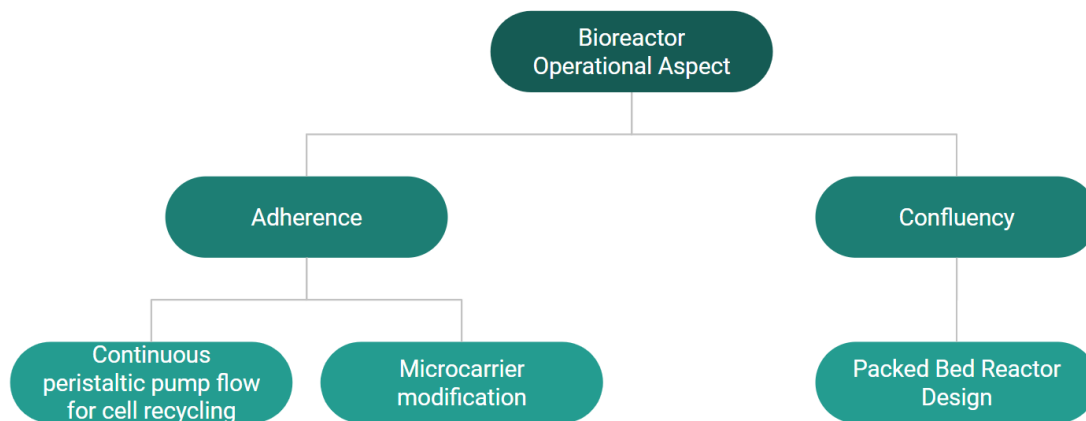 Bioreactor
Operational Aspect
Adherence
Confluency
Continuous
peristaltic pump flow
for cell recycling
Microcarrier
modification
Packed Bed Reactor
Design